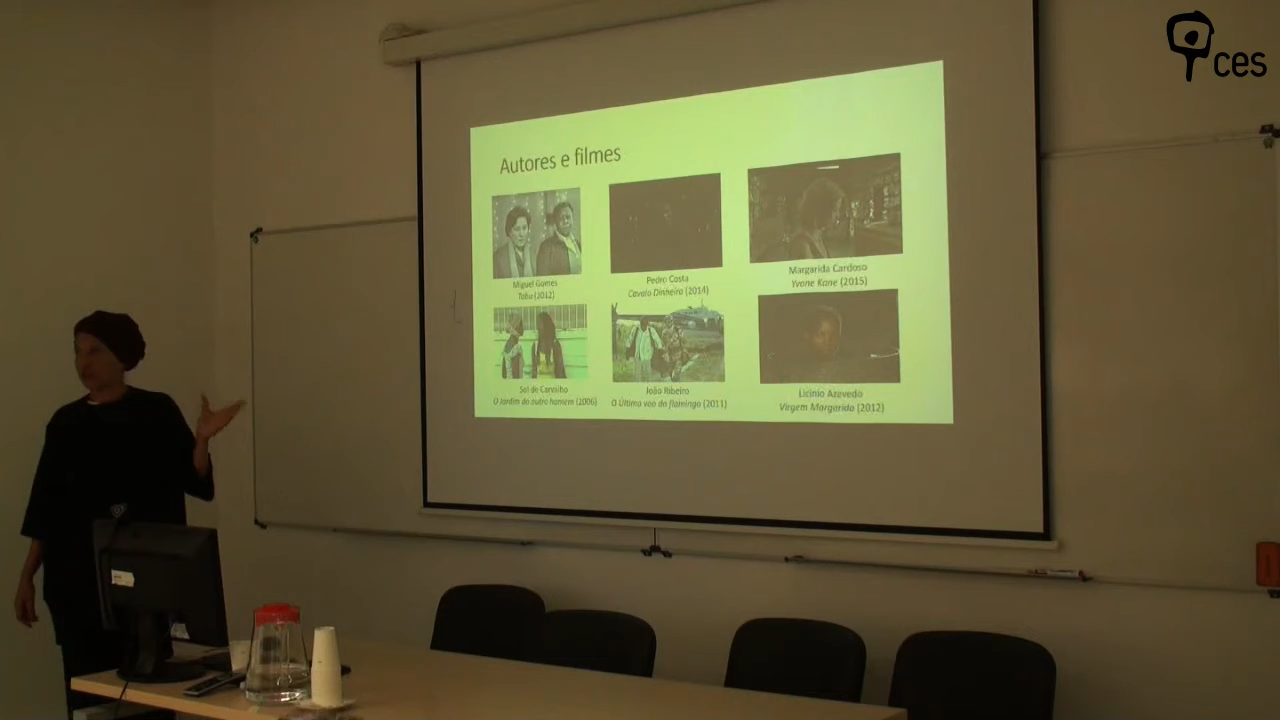 ces
Autores e filmes
Miguel Gomes
Tabu (2012)
Pedro Costa
Cavalo Dinheiro (2014)
Margarida Cardoso
Yvone Kane (2015)
Sol de Carvalho
O Jardim do outro homem (2006)
João Ribeiro
O Último voo do flamingo (2011)
Licínio Azevedo
Virgem Margarida (2012)